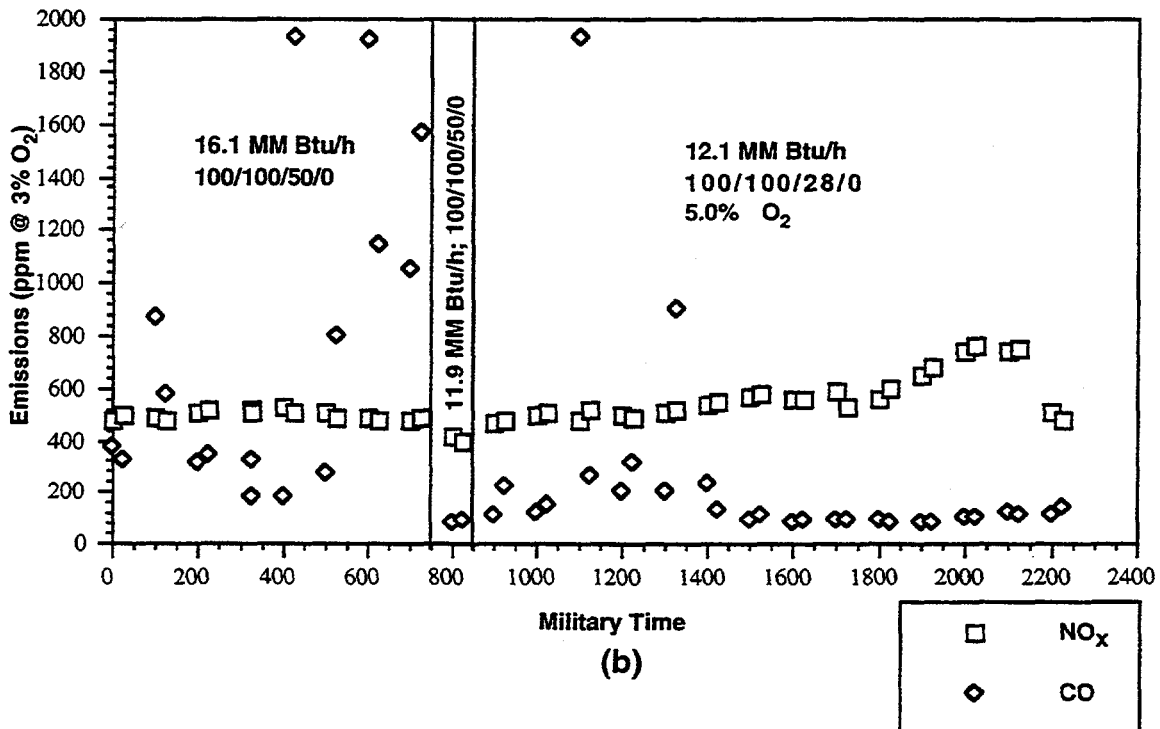 2000
1800
1600
1400
1200
1000
800
600
400
200
0
Emissions (ppm @ 3% O₂)
16.1 MM Btu/h
100/100/50/0
11.9 MM Btu/h; 100/100/50/0
12.1 MM Btu/h
100/100/28/0
5.0% O₂
0 200 400 600 800 1000 1200 1400 1600 1800 2000 2200 2400
Military Time
(b)
NOₓ
CO